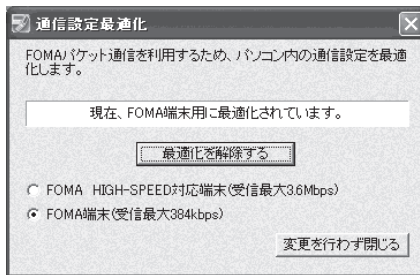 通信設定最適化
FOMAパケット通信を利用するため、パソコン内の通信設定を最適
化します。
現在、FOMA端末用に最適化されています。
最適化を解除する
FOMA HIGH-SPEED対応端末(受信最大3.6Mbps)
FOMA端末(受信最大384kbps)
変更を行わず閉じる